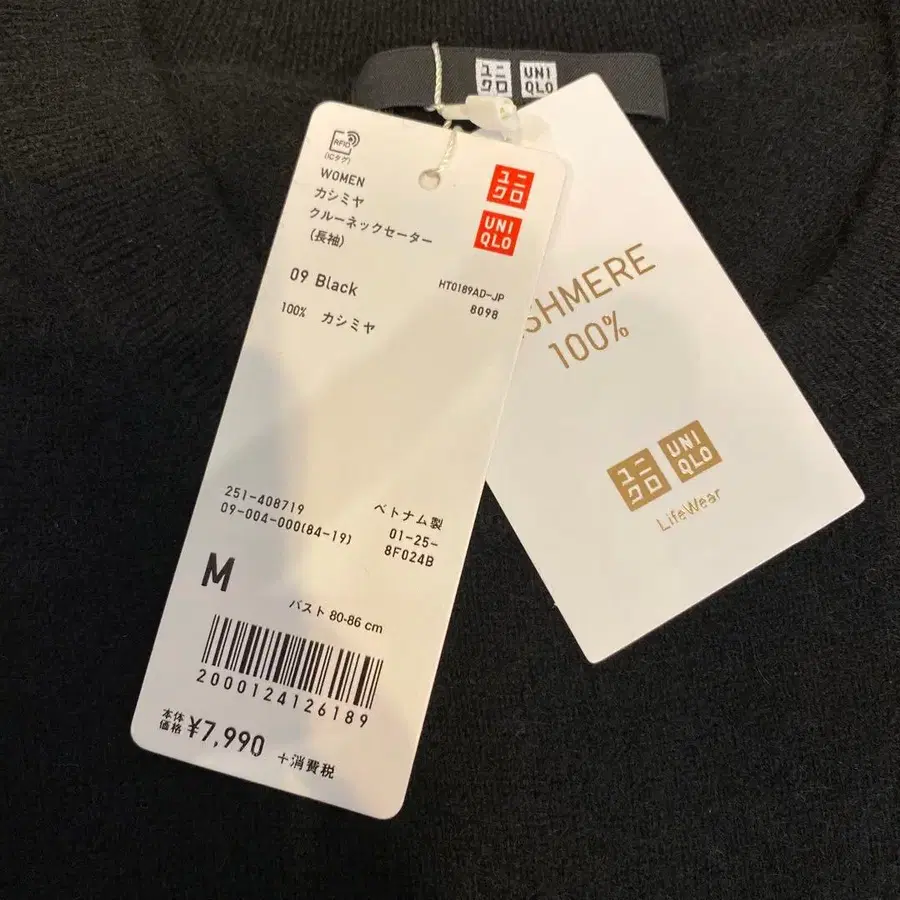 ユニ
クロ
UNI
QLO
RFID
(ICタグ)
WOMEN
カシミヤ
クルーネックセーター
(長袖)
ユニ
クロ
UNI
QLO
09 Black
HT0189AD-JP
8098
100% カシミヤ
251-408719
09-004-000(84-19)
ベトナム製
01-25-
8F024B
M
バスト 80-86 cm
2000124126189
本体
価格 ¥7,990 +消費税
SHMERE
100%
ユニ
クロ
UNI
QLO
LifeWear